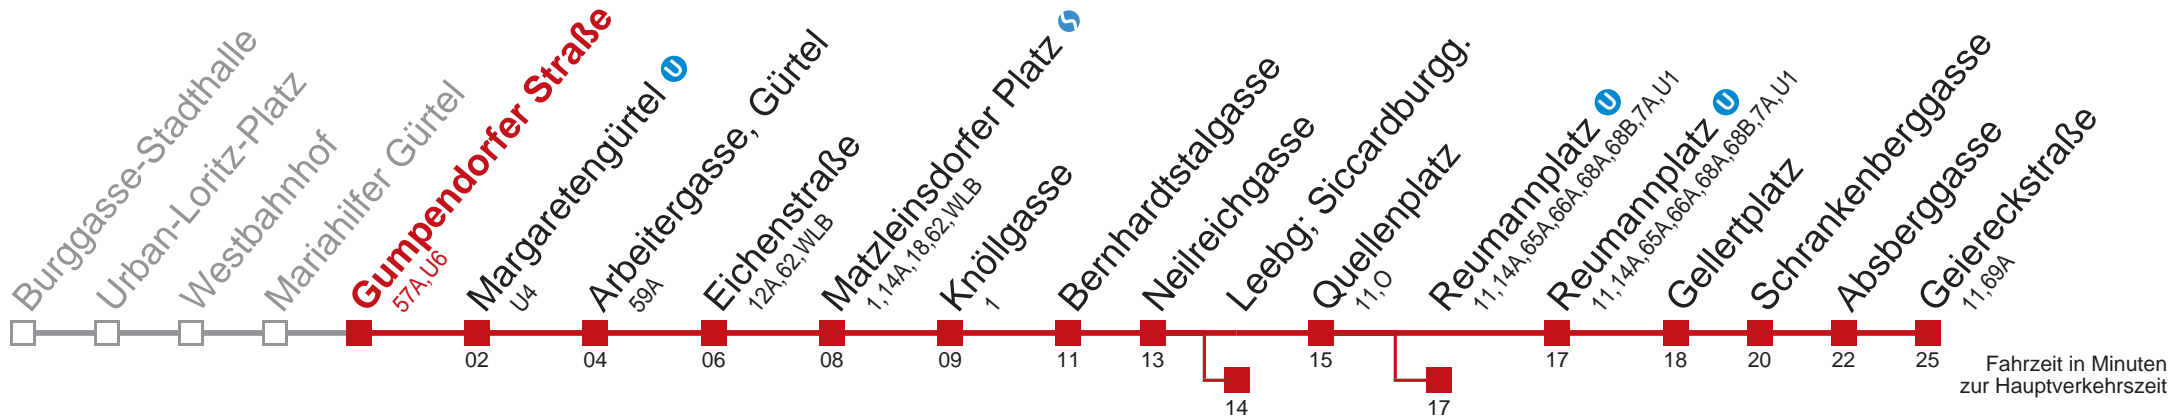 Burggasse-Stadthalle
Urban-Loritz-Platz
Westbahnhof
Mariahilfer Gürtel
Gumpendorfer Straße
57A,U6
Margaretengürtel U
U4
Arbeitergasse, Gürtel
59A
Eichenstraße
12A,62,WLB
Matzleinsdorfer Platz
1,14A,18,62,WLB
Knöllgasse
1
Bernhardtstalgasse
Neilreichgasse
Leebg; Siccardburgg.
Quellenplatz
11,O
Reumannplatz U
11,14A,65A,66A,68A,68B,7A,U1
Reumannplatz U
11,14A,65A,66A,68A,68B,7A,U1
Gellertplatz
Schrankenberggasse
Absberggasse
Geiereckstraße
11,69A
02 04 06 08 09 11 13 15 17 18 20 22 25
14 17
Fahrzeit in Minuten
zur Hauptverkehrszeit